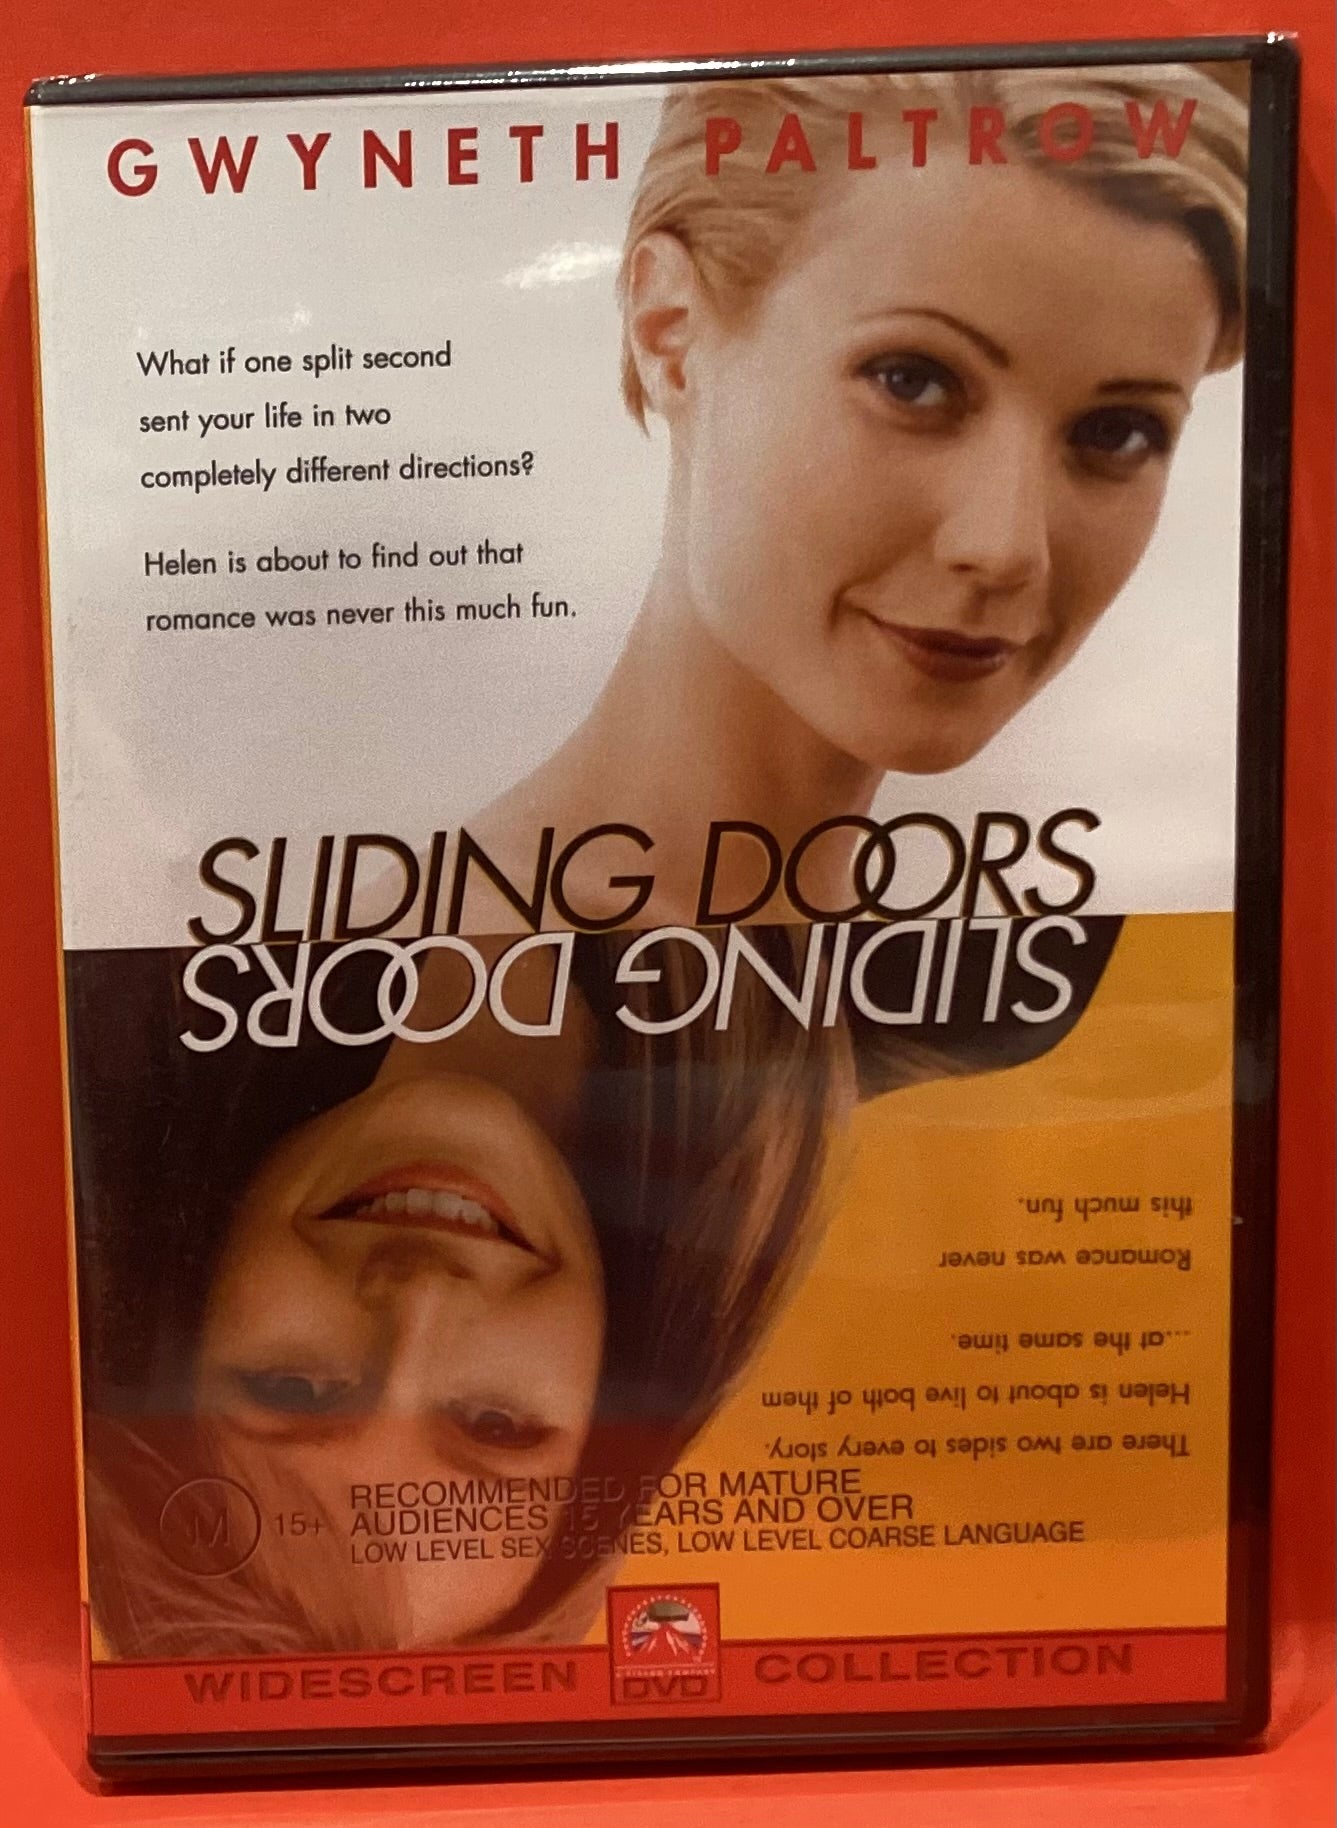 GWYNETH PALTROW
What if one split second
sent your life in two
completely different directions?
Helen is about to find out that
romance was never this much fun.
SLIDING DOORS
SLIDING DOORS
There are two sides to every story.
Helen is about to live both of them
...at the same time.
Romance was never
this much fun.
M 15+
RECOMMENDED FOR MATURE
AUDIENCES 15 YEARS AND OVER
LOW LEVEL SEX SCENES, LOW LEVEL COARSE LANGUAGE
WIDESCREEN DVD COLLECTION